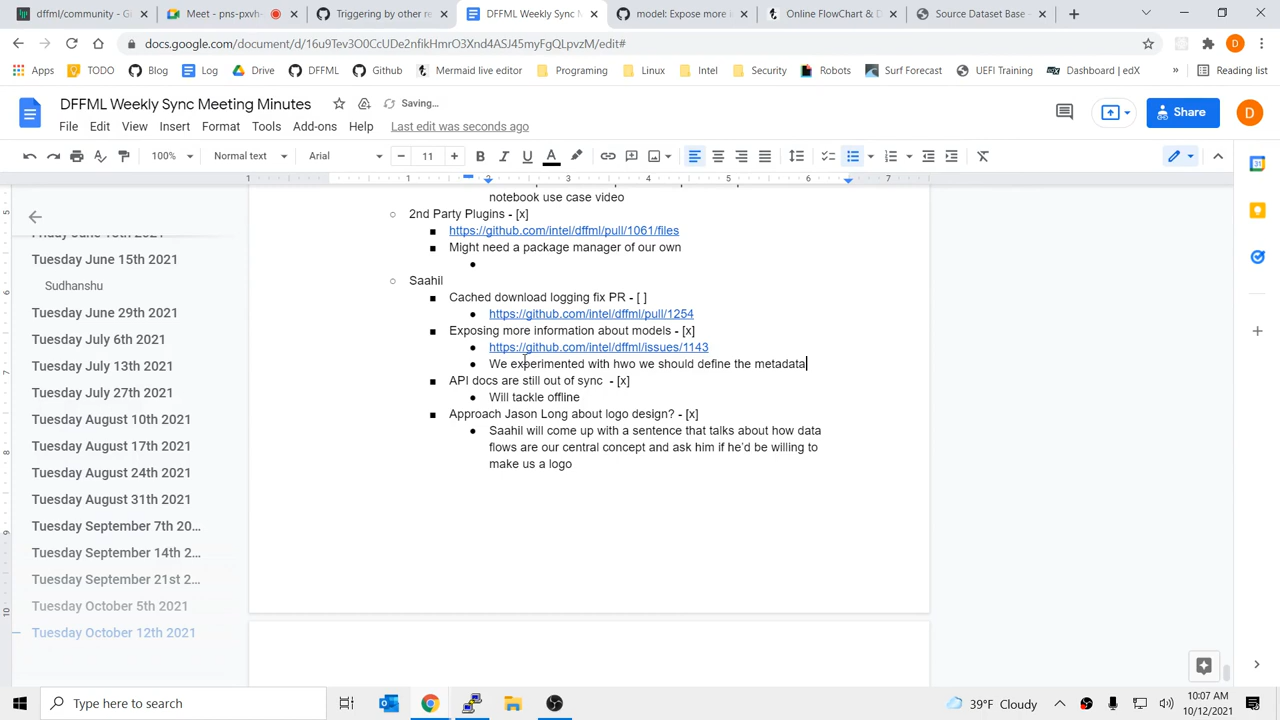 dffml/community - Gi
Meet - pns-pxvh-
Triggering by other re
DFFML Weekly Sync M
model: Expose more i
Online FlowChart & D
Source Dataset Base -
docs.google.com/document/d/16u9Tev3O0CcUDe2nfikHmrO3Xnd4ASJ45myFgQLpvzM/edit#
Apps TODO Blog Log Drive DFFML Github Mermaid live editor Programing Linux Intel Security Robots Surf Forecast UEFI Training Dashboard | edX » Reading list
DFFML Weekly Sync Meeting Minutes
Saving…
Share
D
File Edit View Insert Format Tools Add-ons Help Last edit was seconds ago
100% Normal text Arial 11
1 1 2 3 4 5 6 7
notebook use case video
2nd Party Plugins - [x]
https://github.com/intel/dffml/pull/1061/files
Might need a package manager of our own
Saahil
Cached download logging fix PR - [ ]
https://github.com/intel/dffml/pull/1254
Exposing more information about models - [x]
https://github.com/intel/dffml/issues/1143
We experimented with hwo we should define the metadata
API docs are still out of sync - [x]
Will tackle offline
Approach Jason Long about logo design? - [x]
Saahil will come up with a sentence that talks about how data
flows are our central concept and ask him if he'd be willing to
make us a logo
Tuesday June 15th 2021
Sudhanshu
Tuesday June 29th 2021
Tuesday July 6th 2021
Tuesday July 13th 2021
Tuesday July 27th 2021
Tuesday August 10th 2021
Tuesday August 17th 2021
Tuesday August 24th 2021
Tuesday August 31th 2021
Tuesday September 7th 20...
Tuesday September 14th 2...
Tuesday September 21st 2...
Tuesday October 5th 2021
Tuesday October 12th 2021
Type here to search
39°F Cloudy
10:07 AM
10/12/2021